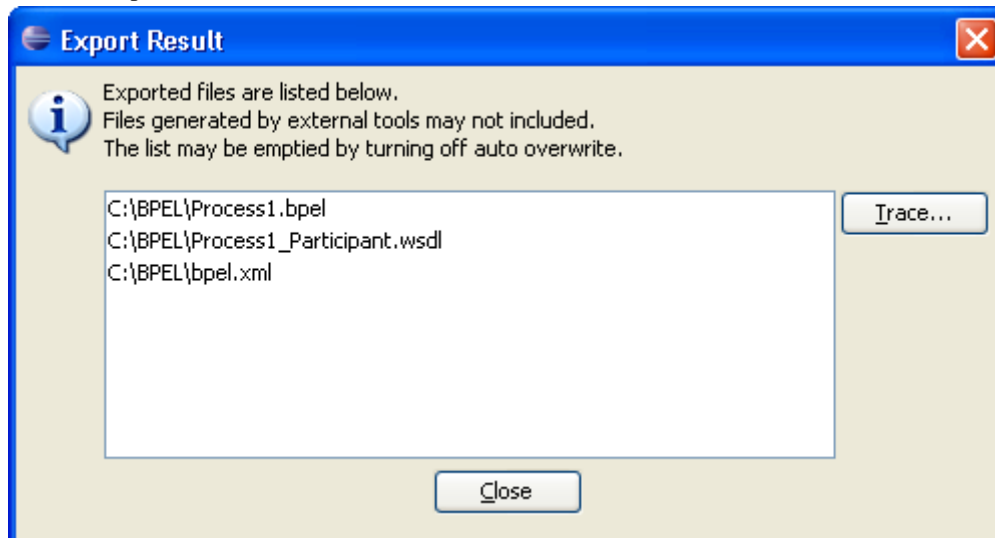 Export Result
Exported files are listed below.
Files generated by external tools may not included.
The list may be emptied by turning off auto overwrite.
C:\BPEL\Process1.bpel
Trace...
C:\BPEL\Process1_Participant.wsdl
C:\BPEL\bpel.xml
Close